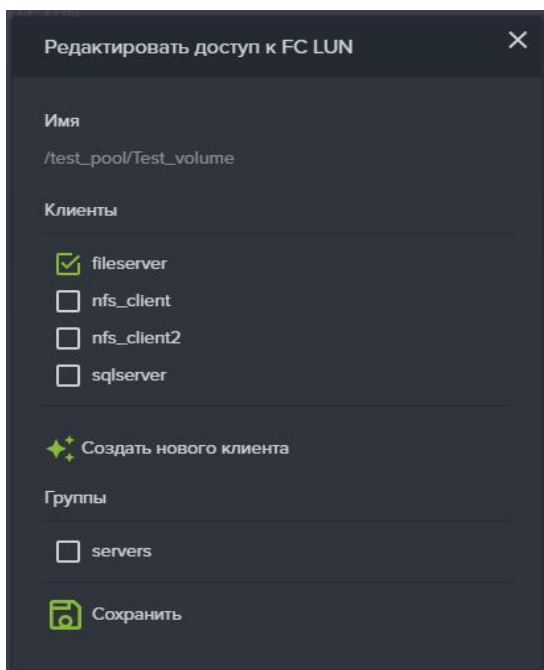 Редактировать доступ к FC LUN
Имя
/test_pool/Test_volume
Клиенты
fileserver
nfs_client
nfs_client2
sqlserver
Создать нового клиента
Группы
servers
Сохранить